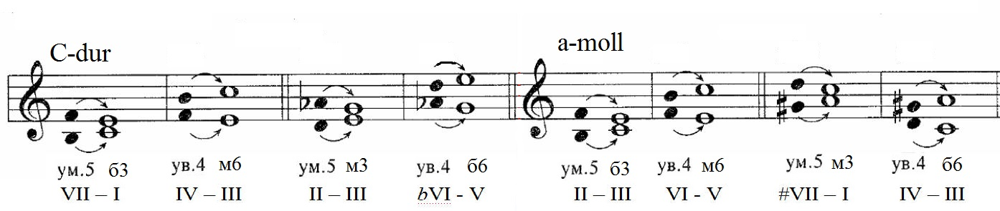 C-dur a-moll
ум.5 б3 ув.4 м6 ум.5 м3 ув.4 б6 ум.5 б3 ув.4 м6 ум.5 м3 ув.4 б6
VII – I IV – III II – III bVI - V II – III VI - V #VII – I IV – III